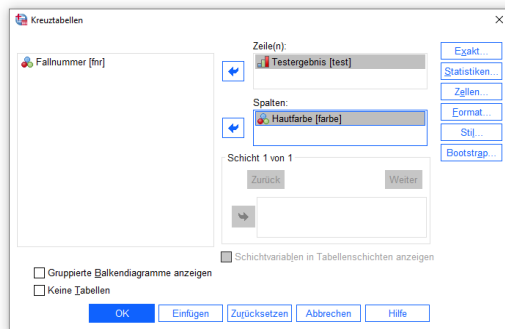 Kreuztabellen
Fallnummer [fnr]
Zeile(n):
Testergebnis [test]
Spalten:
Hautfarbe [farbe]
Schicht 1 von 1
Zurück
Weiter
Schichtvariablen in Tabellenschichten anzeigen
Exakt...
Statistiken...
Zellen...
Format...
Stil...
Bootstrap...
Gruppierte Balkendiagramme anzeigen
Keine Tabellen
OK
Einfügen
Zurücksetzen
Abbrechen
Hilfe